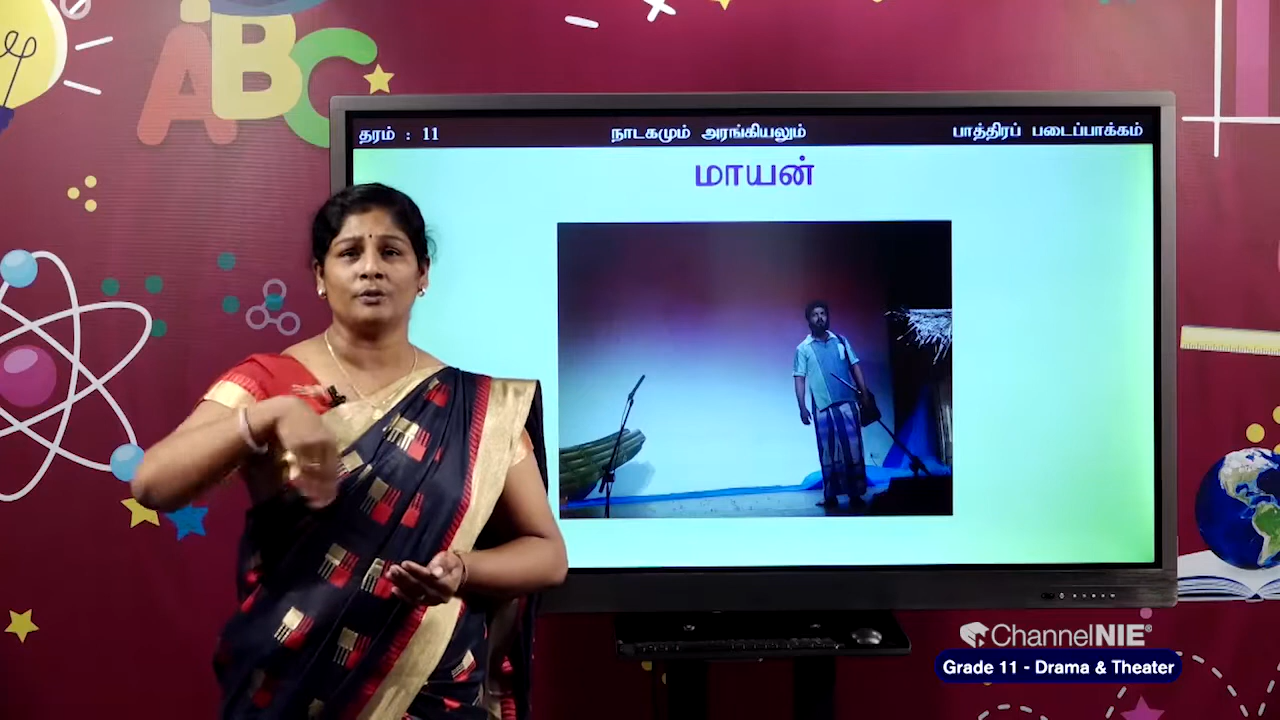 ABC
தரம் : 11 நாடகமும் அரங்கியலும் பாத்திரப் படைப்பாக்கம்
மாயன்
ChannelNIE®
Grade 11 - Drama & Theater